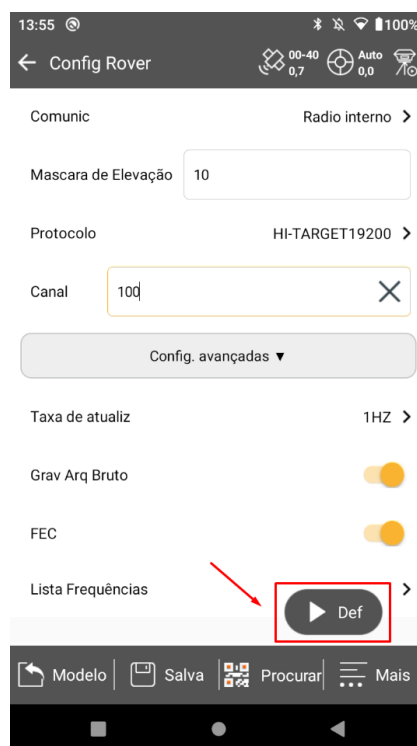 13:55 100%
Config Rover 00-40 0,7 Auto 0,0
Comunic Radio interno
Mascara de Elevação 10
Protocolo HI-TARGET19200
Canal 100
Config. avançadas ▼
Taxa de atualiz 1HZ
Grav Arq Bruto
FEC
Lista Frequências
Def
Modelo Salva Procurar Mais